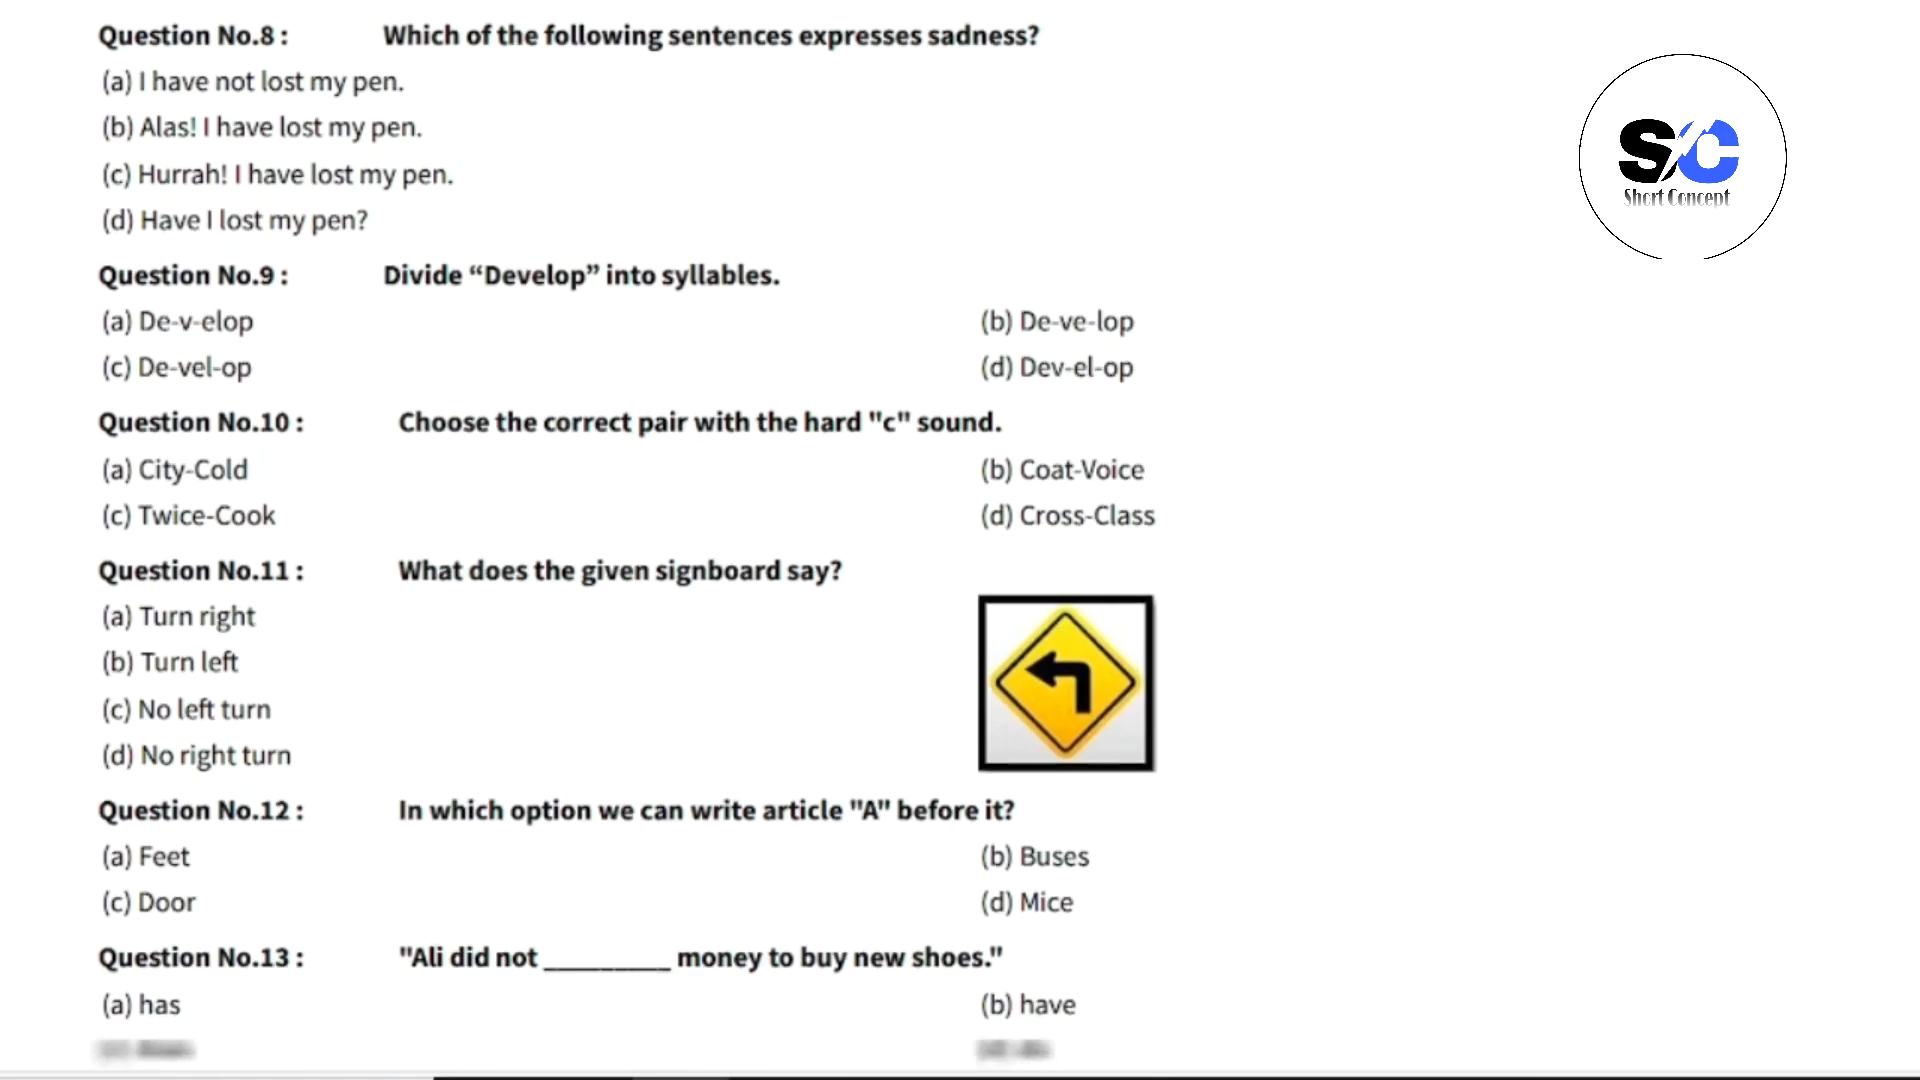 Question No.8 : Which of the following sentences expresses sadness?
(a) I have not lost my pen.
(b) Alas! I have lost my pen.
(c) Hurrah! I have lost my pen.
(d) Have I lost my pen?
SC
Short Concept
Question No.9 : Divide “Develop” into syllables.
(a) De-v-elop (b) De-ve-lop
(c) De-vel-op (d) Dev-el-op
Question No.10 : Choose the correct pair with the hard "c" sound.
(a) City-Cold (b) Coat-Voice
(c) Twice-Cook (d) Cross-Class
Question No.11 : What does the given signboard say?
(a) Turn right
(b) Turn left
(c) No left turn
(d) No right turn
Question No.12 : In which option we can write article "A" before it?
(a) Feet (b) Buses
(c) Door (d) Mice
Question No.13 : "Ali did not _________ money to buy new shoes."
(a) has (b) have